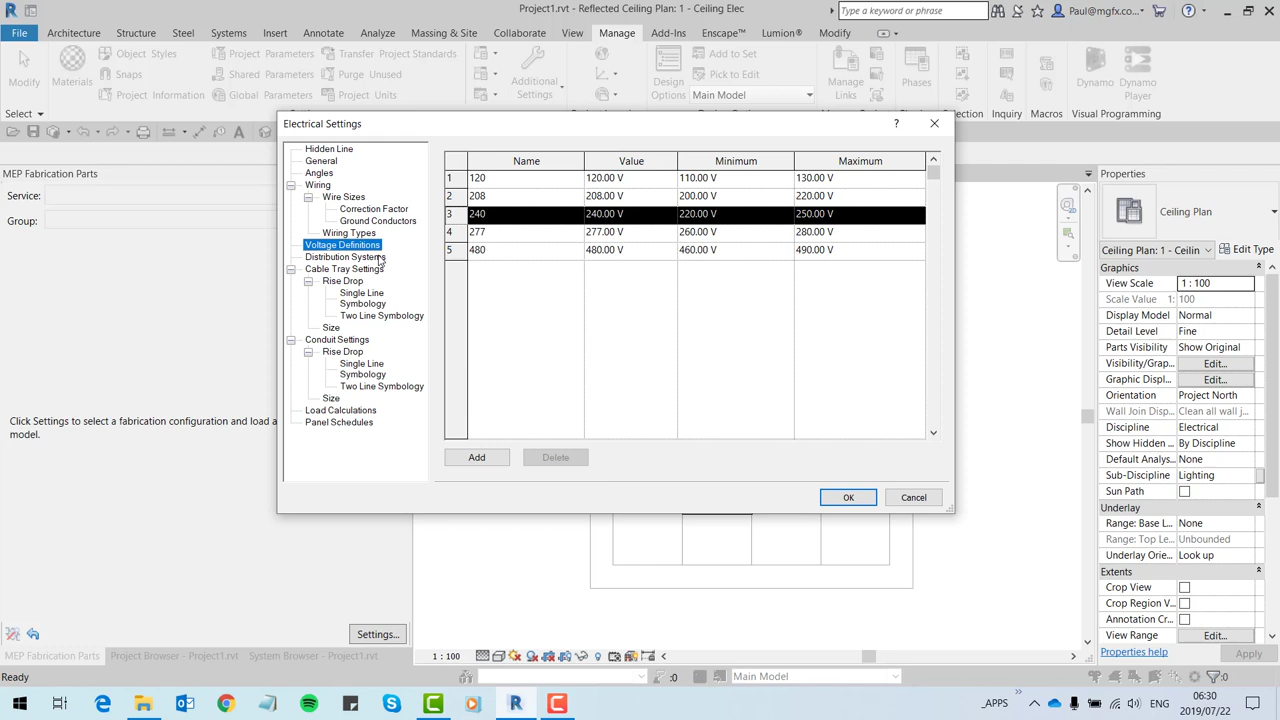 Project1.rvt - Reflected Ceiling Plan: 1 - Ceiling Elec
Type a keyword or phrase
Paul@mgfx.co...
File Architecture Structure Steel Systems Insert Annotate Analyze Massing & Site Collaborate View Manage Add-Ins Enscape™ Lumion® Modify
Modify
Materials
Object Styles
Snaps
Project Information
Project Parameters
Shared Parameters
Global Parameters
Transfer Project Standards
Purge Unused
Project Units
Additional
Settings
Design
Options
Add to Set
Pick to Edit
Main Model
Manage
Links
Phases
Dynamo
Dynamo
Player
Select
Inquiry
Macros
Visual Programming
MEP Fabrication Parts
Service:
Group:
Click Settings to select a fabrication configuration and load a
model.
Settings...
MEP Fabrication Parts Project Browser - Project1.rvt System Browser - Project1.rvt
Electrical Settings
Hidden Line
General
Angles
Wiring
Wire Sizes
Correction Factor
Ground Conductors
Wiring Types
Voltage Definitions
Distribution Systems
Cable Tray Settings
Rise Drop
Single Line
Symbology
Two Line Symbology
Size
Conduit Settings
Rise Drop
Single Line
Symbology
Two Line Symbology
Size
Load Calculations
Panel Schedules
Name Value Minimum Maximum
1 120 120.00 V 110.00 V 130.00 V
2 208 208.00 V 200.00 V 220.00 V
3 240 240.00 V 220.00 V 250.00 V
4 277 277.00 V 260.00 V 280.00 V
5 480 480.00 V 460.00 V 490.00 V
Add Delete
OK Cancel
Properties
Ceiling Plan
Ceiling Plan: 1 - Ceilin Edit Type
Graphics
View Scale 1 : 100
Scale Value 1: 100
Display Model Normal
Detail Level Fine
Parts Visibility Show Original
Visibility/Grap... Edit...
Graphic Displ... Edit...
Orientation Project North
Wall Join Disp... Clean all wall j...
Discipline Electrical
Show Hidden ... By Discipline
Default Analys... None
Sub-Discipline Lighting
Sun Path
Underlay
Range: Base L... None
Range: Top Le... Unbounded
Underlay Orie... Look up
Extents
Crop View
Crop Region V...
Annotation Cr...
View Range Edit...
Properties help Apply
1 : 100
Ready
:0
Main Model
:0
_APPS
ENG
06:30
2019/07/22